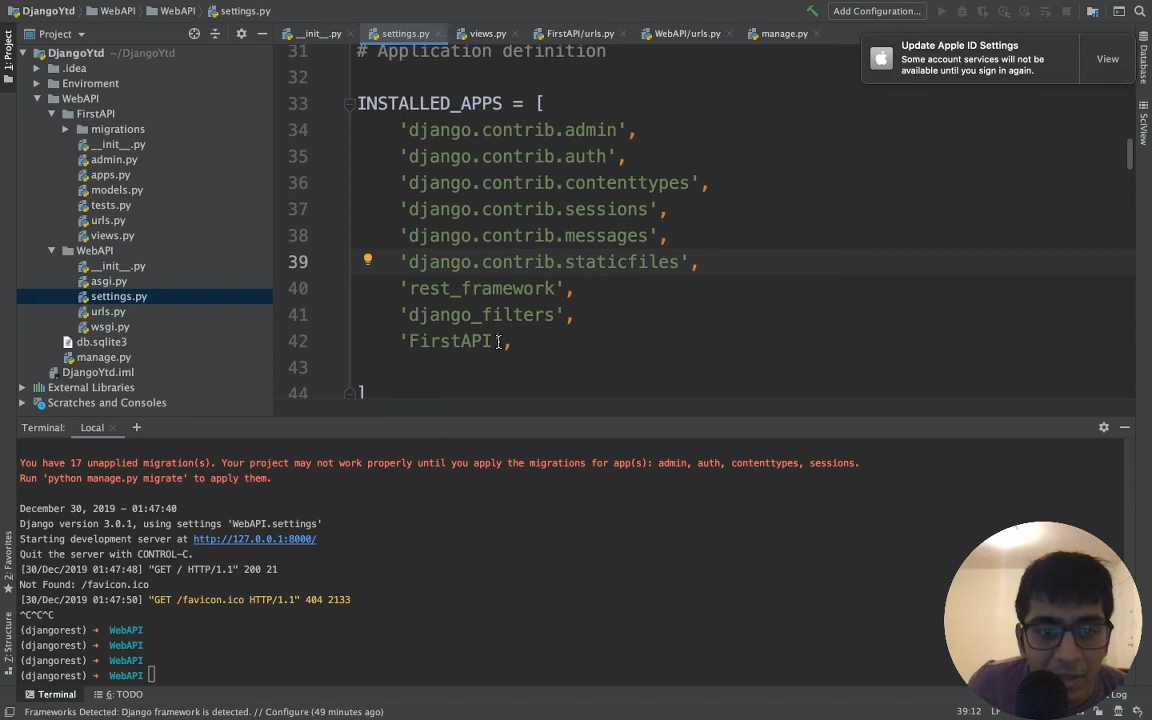 DjangoYtd
WebAPI
WebAPI
settings.py
Add Configuration...
Project
__init__.py
settings.py
views.py
FirstAPI/urls.py
WebAPI/urls.py
manage.py
Update Apple ID Settings
Some account services will not be
available until you sign in again.
View
1: Project
7: Structure
2: Favorites
Database
SciView
DjangoYtd ~/DjangoYtd
.idea
Enviroment
WebAPI
FirstAPI
migrations
__init__.py
admin.py
apps.py
models.py
tests.py
urls.py
views.py
WebAPI
__init__.py
asgi.py
settings.py
urls.py
wsgi.py
db.sqlite3
manage.py
DjangoYtd.iml
External Libraries
Scratches and Consoles
31 # Application definition
32
33 INSTALLED_APPS = [
34 'django.contrib.admin',
35 'django.contrib.auth',
36 'django.contrib.contenttypes',
37 'django.contrib.sessions',
38 'django.contrib.messages',
39 'django.contrib.staticfiles',
40 'rest_framework',
41 'django_filters',
42 'FirstAPI',
43
44 ]
Terminal: Local +
You have 17 unapplied migration(s). Your project may not work properly until you apply the migrations for app(s): admin, auth, contenttypes, sessions.
Run 'python manage.py migrate' to apply them.
December 30, 2019 - 01:47:40
Django version 3.0.1, using settings 'WebAPI.settings'
Starting development server at http://127.0.0.1:8000/
Quit the server with CONTROL-C.
[30/Dec/2019 01:47:48] "GET / HTTP/1.1" 200 21
Not Found: /favicon.ico
[30/Dec/2019 01:47:50] "GET /favicon.ico HTTP/1.1" 404 2133
^C^C^C
(djangorest) → WebAPI
(djangorest) → WebAPI
(djangorest) → WebAPI
(djangorest) → WebAPI
Terminal
6: TODO
Log
Frameworks Detected: Django framework is detected. // Configure (49 minutes ago)
39:12